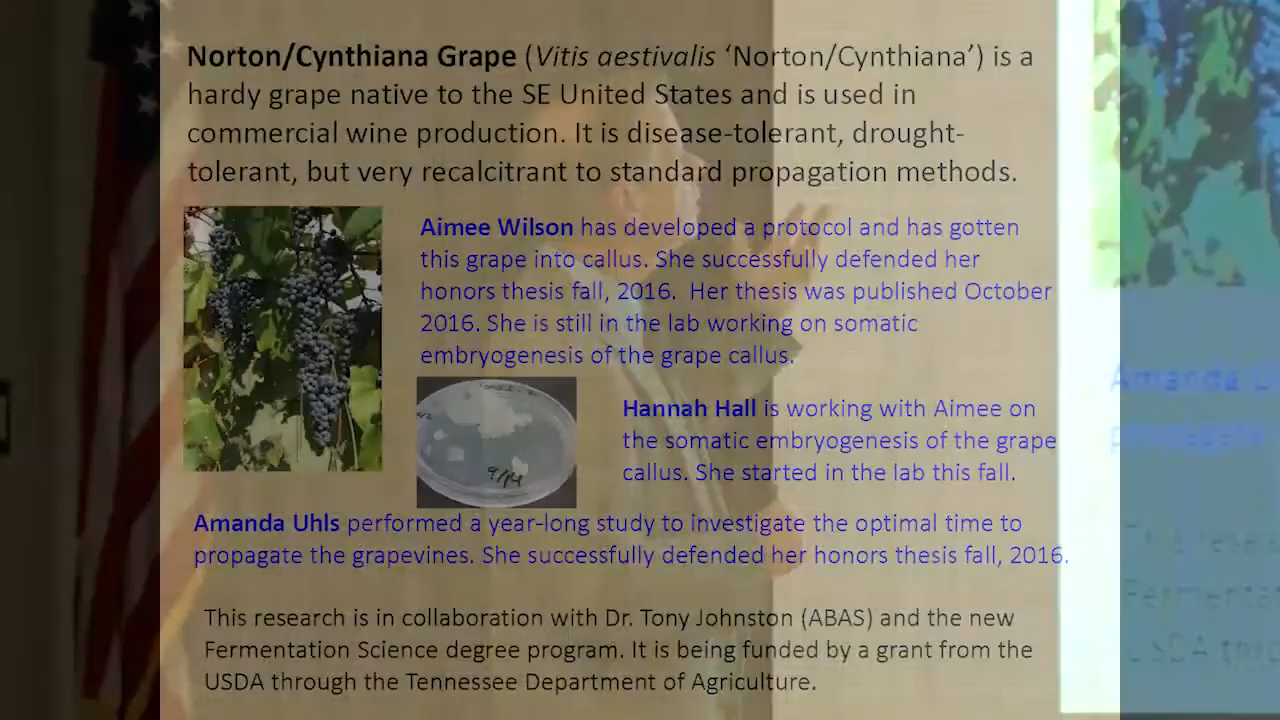 Norton/Cynthiana Grape (Vitis aestivalis ‘Norton/Cynthiana’) is a
hardy grape native to the SE United States and is used in
commercial wine production. It is disease-tolerant, drought-
tolerant, but very recalcitrant to standard propagation methods.
Aimee Wilson has developed a protocol and has gotten
this grape into callus. She successfully defended her
honors thesis fall, 2016.  Her thesis was published October
2016. She is still in the lab working on somatic
embryogenesis of the grape callus.
9/14
Hannah Hall is working with Aimee on
the somatic embryogenesis of the grape
callus. She started in the lab this fall.
Amanda Uhls performed a year-long study to investigate the optimal time to
propagate the grapevines. She successfully defended her honors thesis fall, 2016.
This research is in collaboration with Dr. Tony Johnston (ABAS) and the new
Fermentation Science degree program. It is being funded by a grant from the
USDA through the Tennessee Department of Agriculture.
Amanda